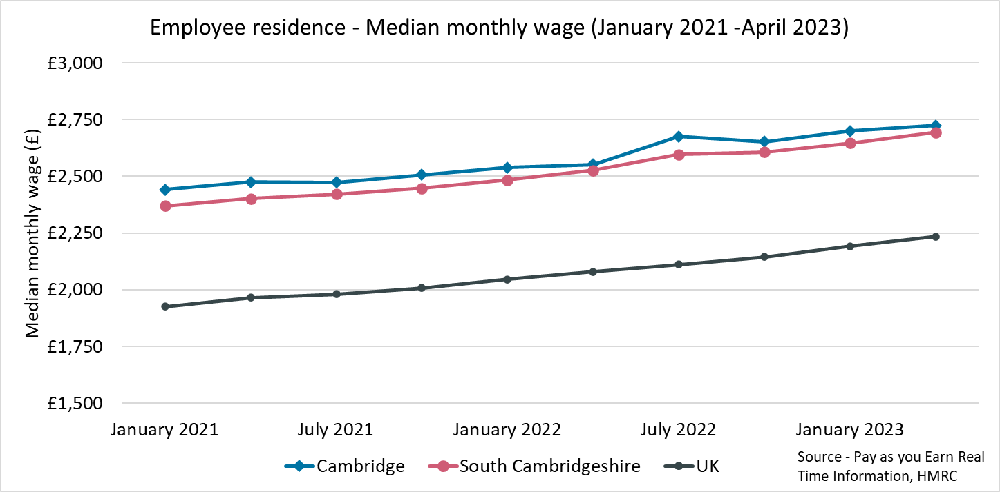 Employee residence - Median monthly wage (January 2021 -April 2023)
Median monthly wage (£)
£3,000
£2,750
£2,500
£2,250
£2,000
£1,750
£1,500
January 2021
July 2021
January 2022
July 2022
January 2023
Cambridge
South Cambridgeshire
UK
Source - Pay as you Earn Real
Time Information, HMRC